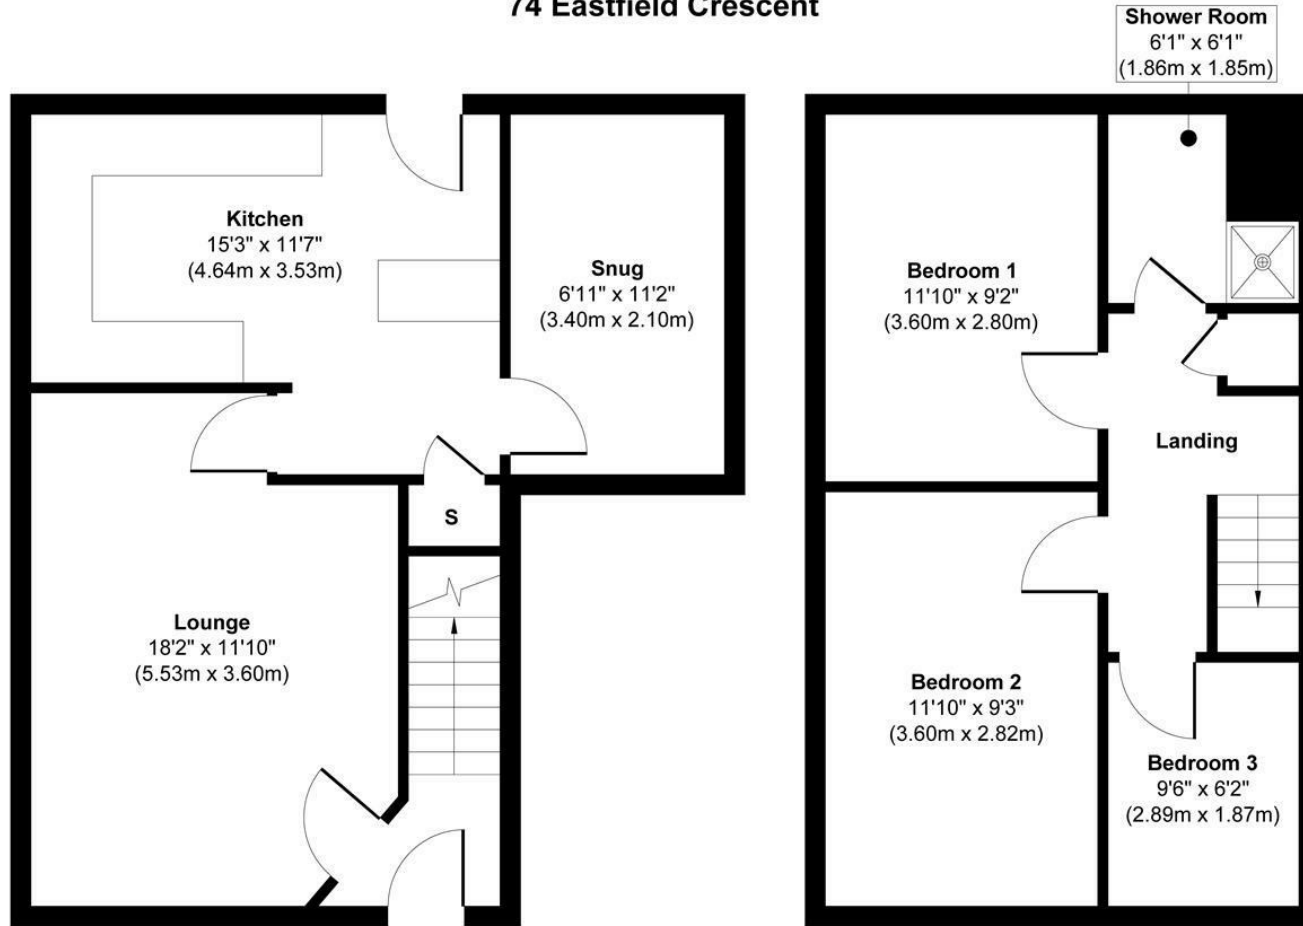 74 Eastfield Crescent
Shower Room
6'1" x 6'1"
(1.86m x 1.85m)
Kitchen
15'3" x 11'7"
(4.64m x 3.53m)
Snug
6'11" x 11'2"
(3.40m x 2.10m)
Bedroom 1
11'10" x 9'2"
(3.60m x 2.80m)
Landing
S
Lounge
18'2" x 11'10"
(5.53m x 3.60m)
Bedroom 2
11'10" x 9'3"
(3.60m x 2.82m)
Bedroom 3
9'6" x 6'2"
(2.89m x 1.87m)